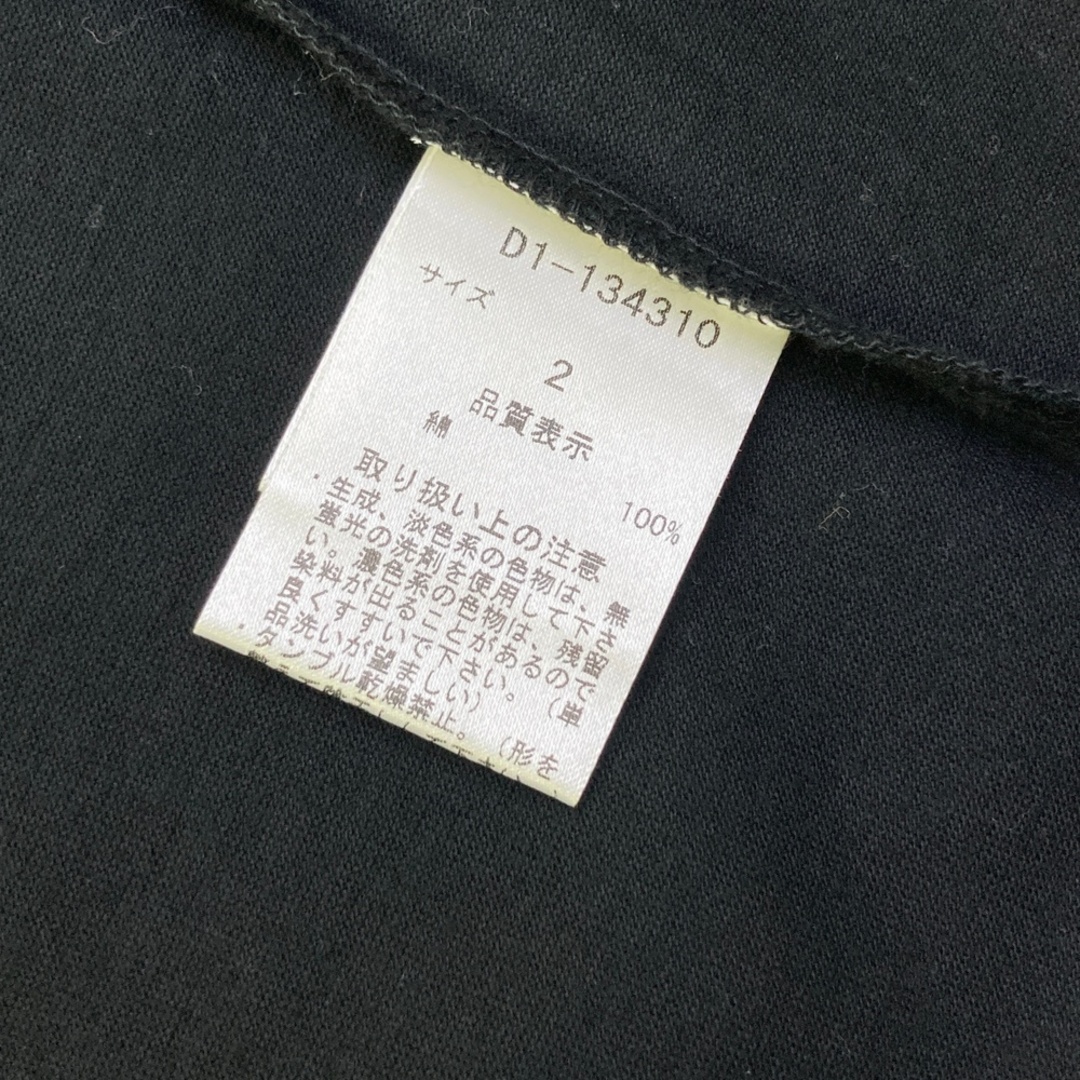 D1-134310
サイズ
2
品質表示
綿 100%
取り扱い上の注意
・生成、淡色系の色物は、無
蛍光の洗剤を使用して下さ
い。濃色系の色物は、残留
染料が出ることがあるので
良くすすいで下さい。（単
品洗いが望ましい）
・タンブル乾燥禁止。（形を